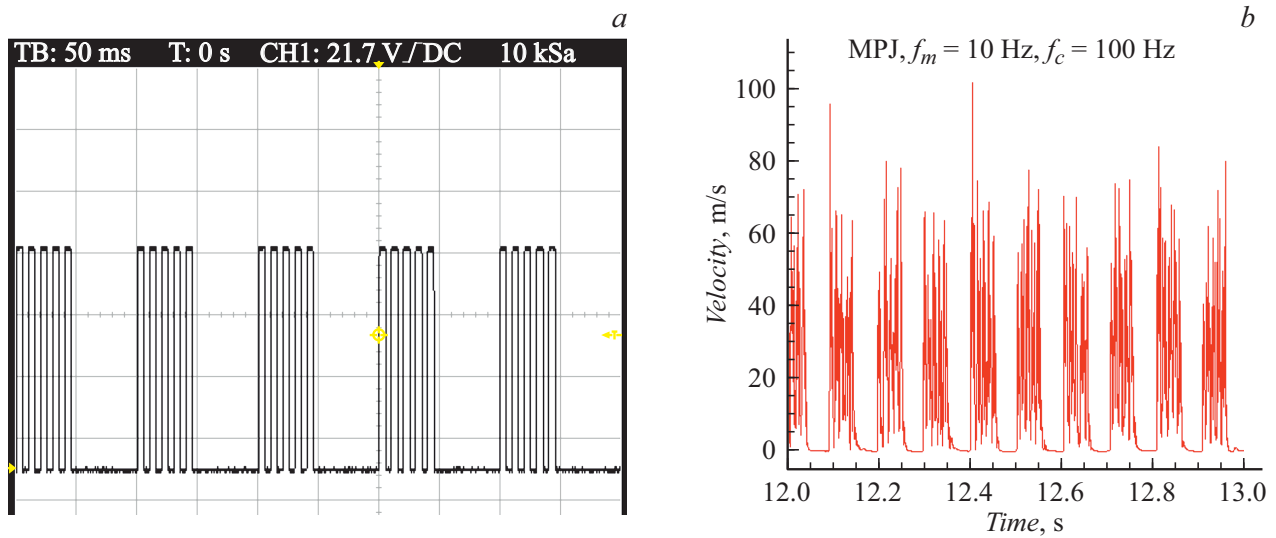 a
TB: 50 ms T: 0 s CH1: 21.7 V / DC 10 kSa
T
b
MPJ, fm = 10 Hz, fc = 100 Hz
100
80
60
40
20
0
Velocity, m/s
12.0 12.2 12.4 12.6 12.8 13.0
Time, s